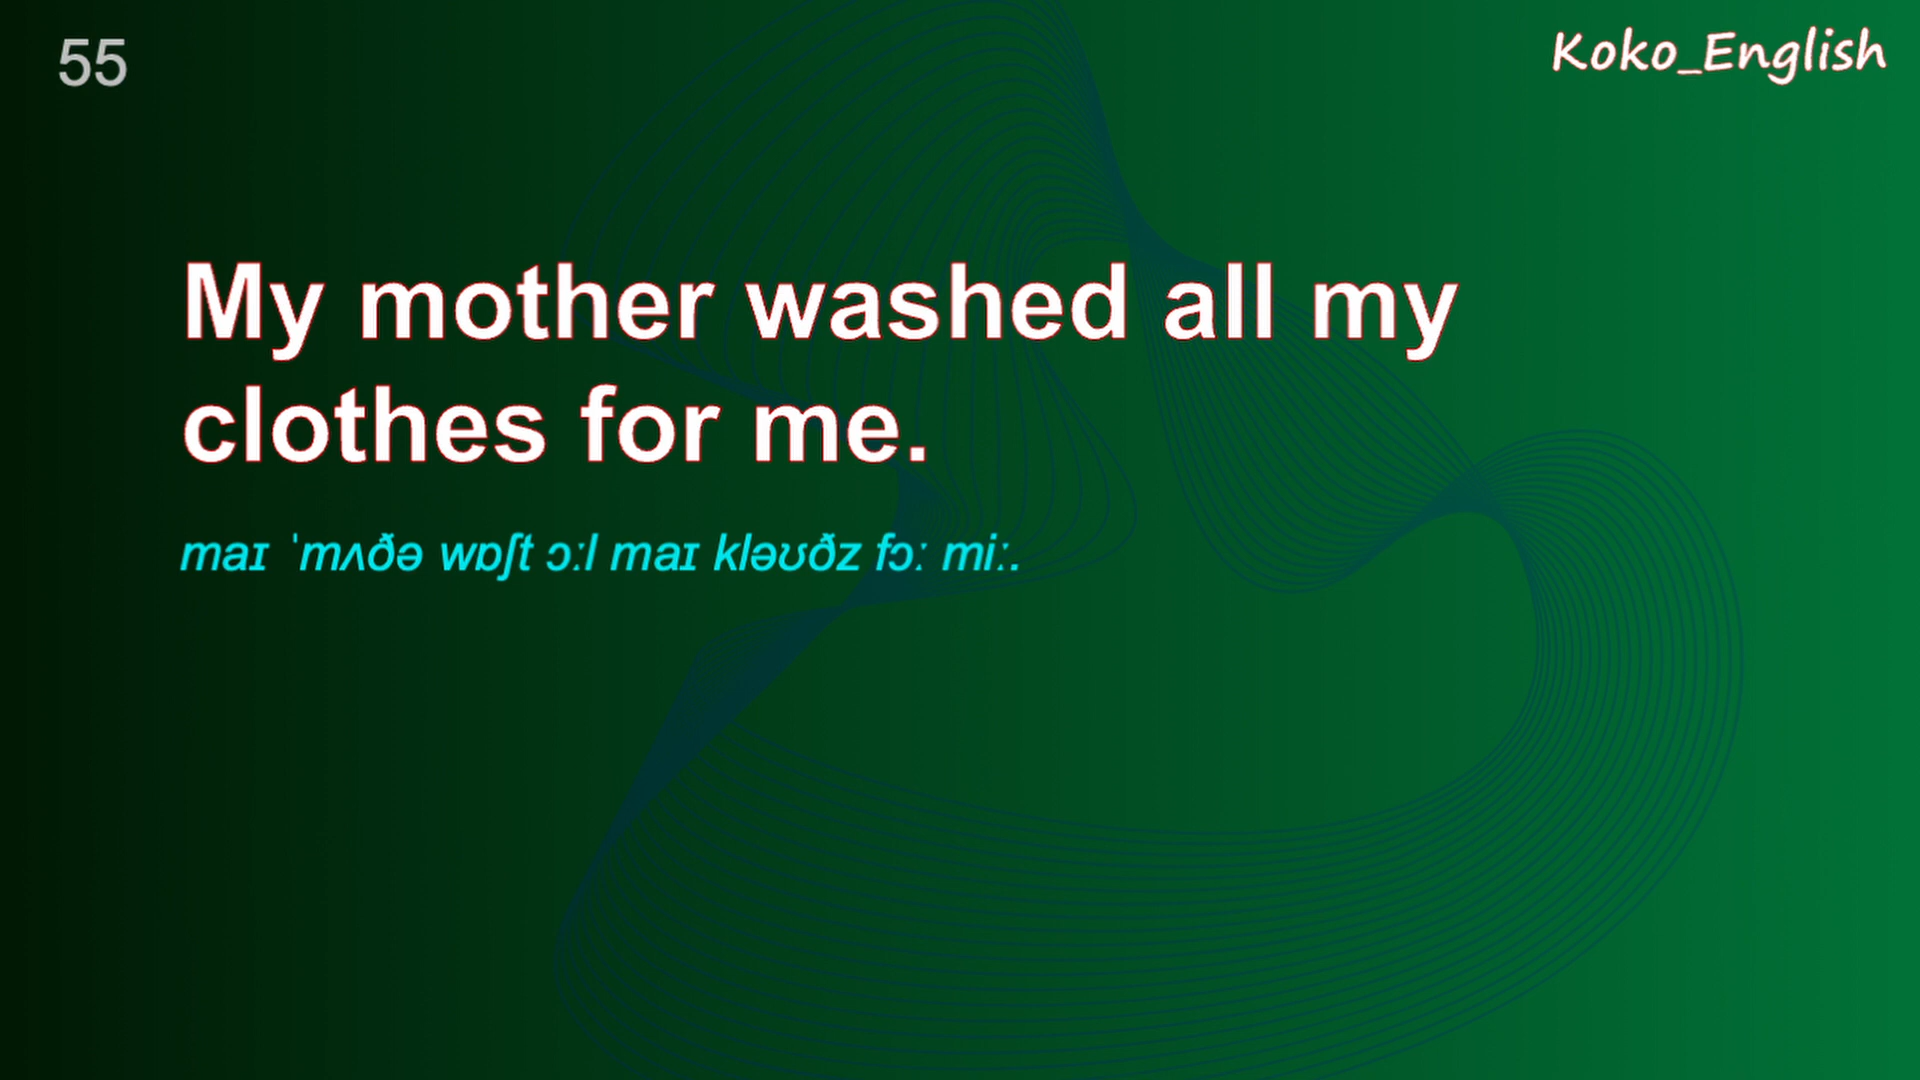 55
Koko_English
My mother washed all my
clothes for me.
maɪ ˈmʌðə wɒʃt ɔːl maɪ kləʊðz fɔː miː.